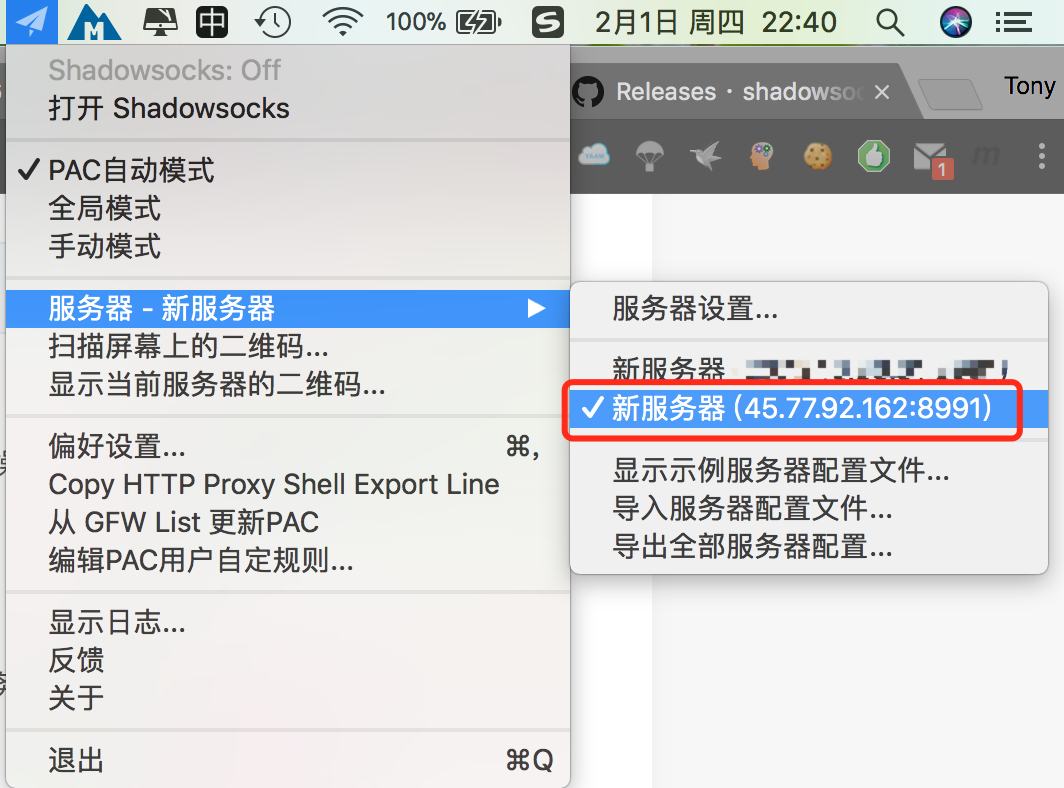 中 100% S 2月1日 周四 22:40
Shadowsocks: Off
打开 Shadowsocks
Releases · shadowsoc
Tony
PAC自动模式
全局模式
手动模式
1
m
服务器 - 新服务器
扫描屏幕上的二维码...
显示当前服务器的二维码...
偏好设置... ⌘,
Copy HTTP Proxy Shell Export Line
从 GFW List 更新PAC
编辑PAC用户自定规则...
显示日志...
反馈
关于
退出 ⌘Q
服务器设置...
新服务器
新服务器 (45.77.92.162:8991)
显示示例服务器配置文件...
导入服务器配置文件...
导出全部服务器配置...